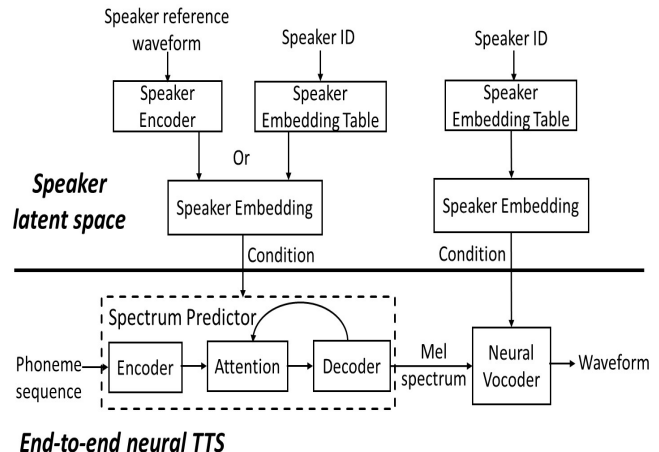 Speaker reference
waveform
Speaker ID
Speaker ID
Speaker
Encoder
Speaker
Embedding Table
Speaker
Embedding Table
Or
Speaker
latent space
Speaker Embedding
Speaker Embedding
Condition
Condition
Spectrum Predictor
Phoneme
sequence
Encoder
Attention
Decoder
Mel
spectrum
Neural
Vocoder
Waveform
End-to-end neural TTS